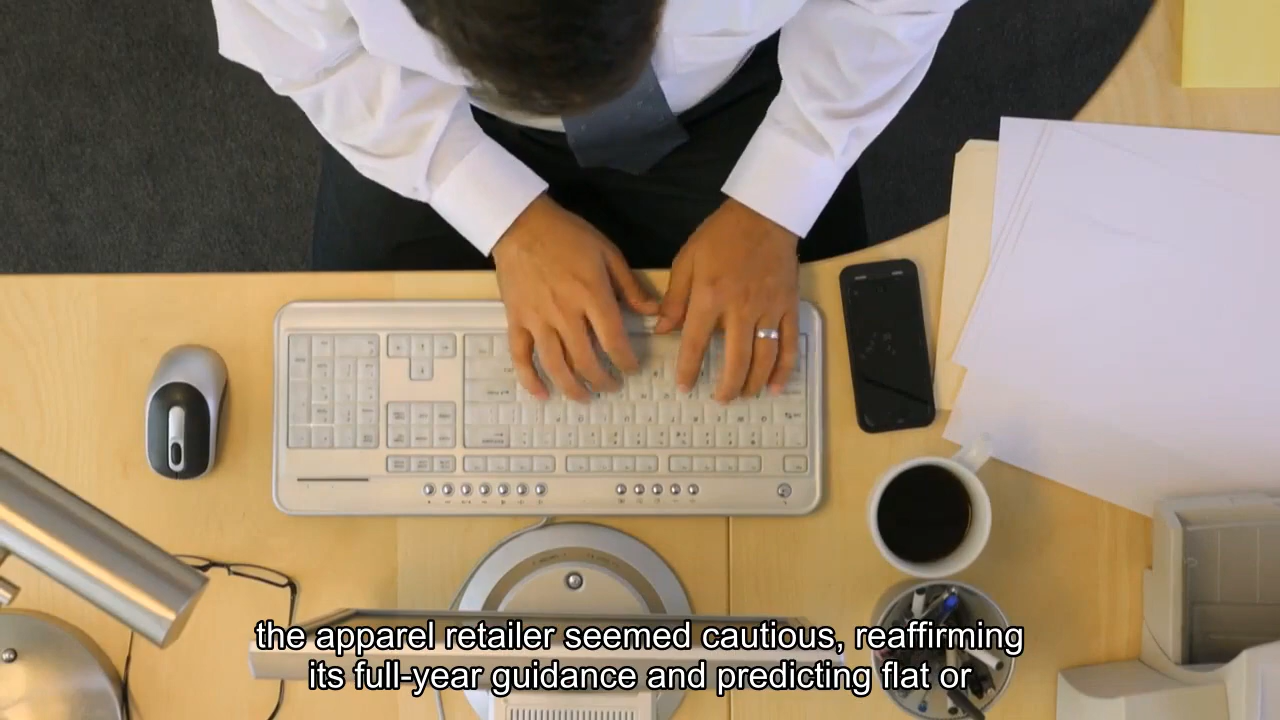 the apparel retailer seemed cautious, reaffirming
its full-year guidance and predicting flat or